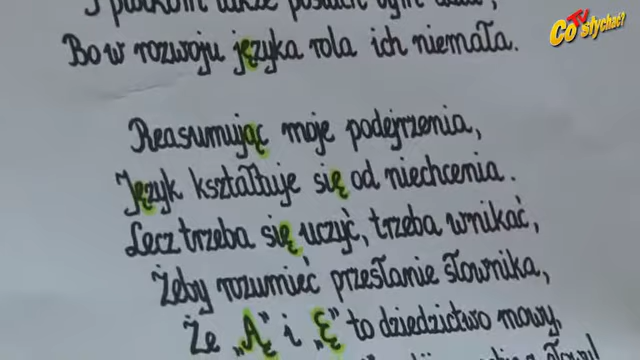 Bo w rozwoju języka rola ich niemała.
Reasumując moje podejrzenia,
Język kształtuje się od niechcenia.
Lecz trzeba się uczyć, trzeba wnikać,
Żeby rozumieć przesłanie słownika,
Że „Ą” i „Ę” to dziedzictwo mowy,
Co TV słychać?